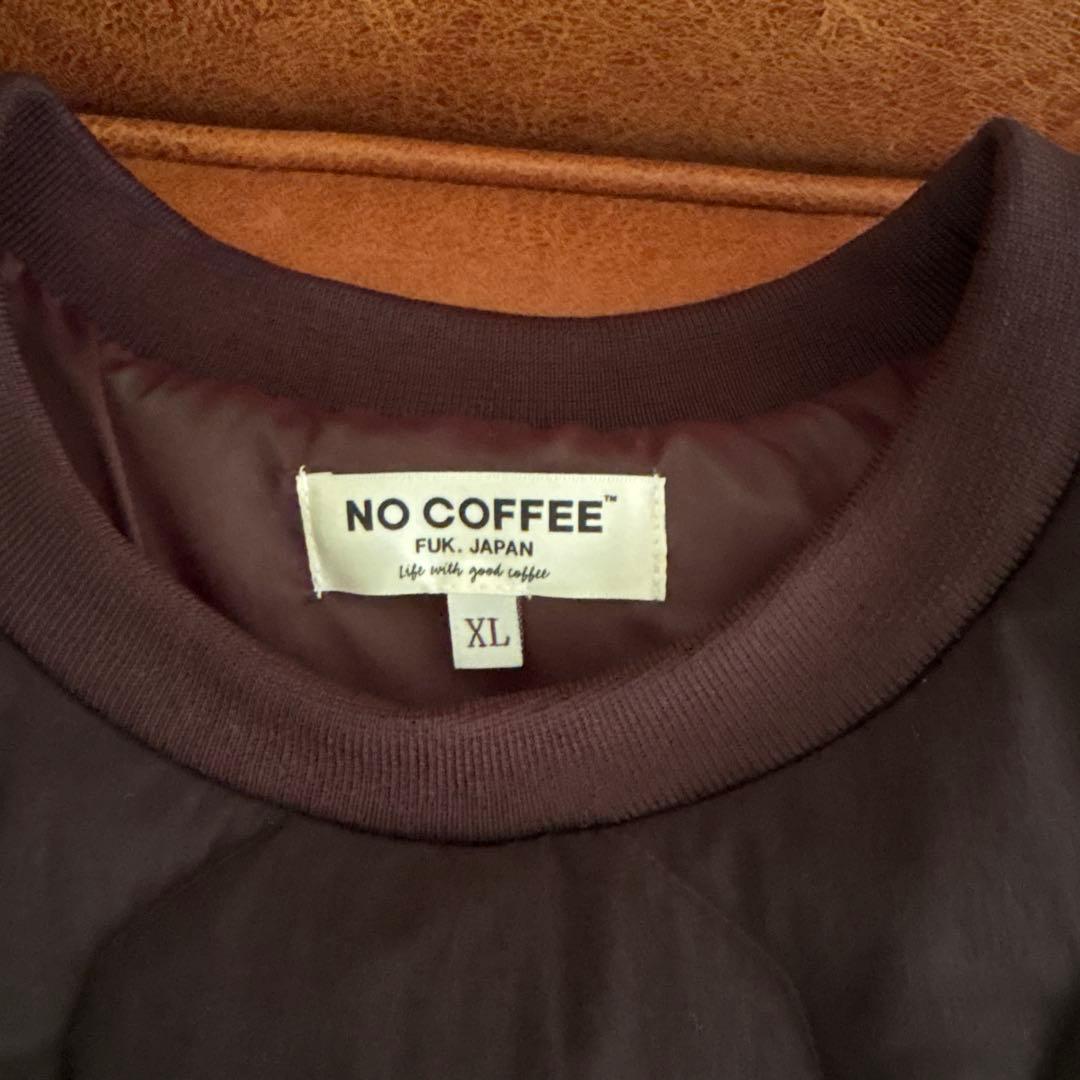 NO COFFEE™
FUK. JAPAN
Life with good coffee
XL